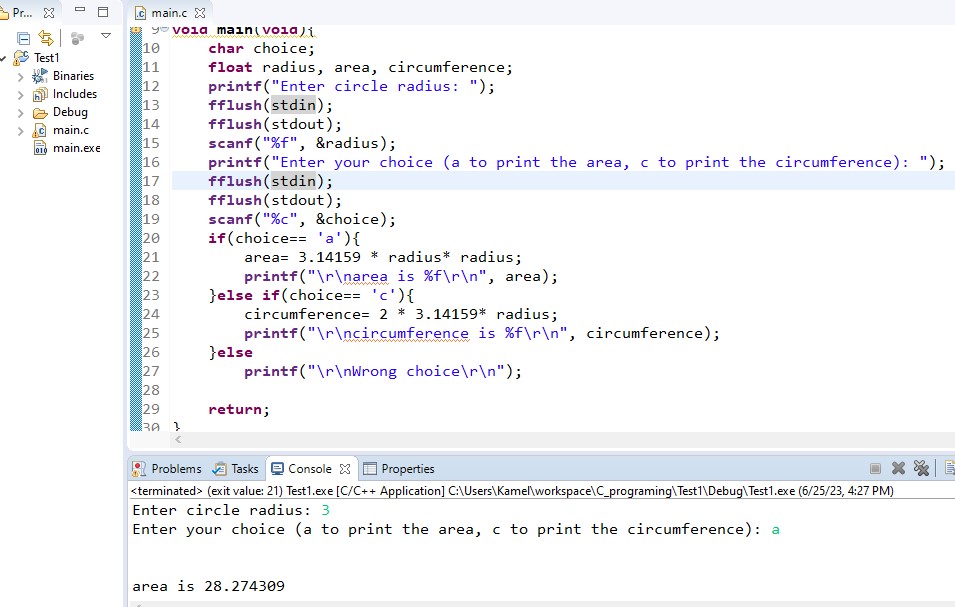 Pr...
Test1
Binaries
Includes
Debug
main.c
main.exe
main.c
9 void main(void){
10 char choice;
11 float radius, area, circumference;
12 printf("Enter circle radius: ");
13 fflush(stdin);
14 fflush(stdout);
15 scanf("%f", &radius);
16 printf("Enter your choice (a to print the area, c to print the circumference): ");
17 fflush(stdin);
18 fflush(stdout);
19 scanf("%c", &choice);
20 if(choice== 'a'){
21 area= 3.14159 * radius* radius;
22 printf("\r\narea is %f\r\n", area);
23 }else if(choice== 'c'){
24 circumference= 2 * 3.14159* radius;
25 printf("\r\ncircumference is %f\r\n", circumference);
26 }else
27 printf("\r\nWrong choice\r\n");
28
29 return;
30 }
Problems Tasks Console Properties
<terminated> (exit value: 21) Test1.exe [C/C++ Application] C:\Users\Kamel\workspace\C_programing\Test1\Debug\Test1.exe (6/25/23, 4:27 PM)
Enter circle radius: 3
Enter your choice (a to print the area, c to print the circumference): a
area is 28.274309